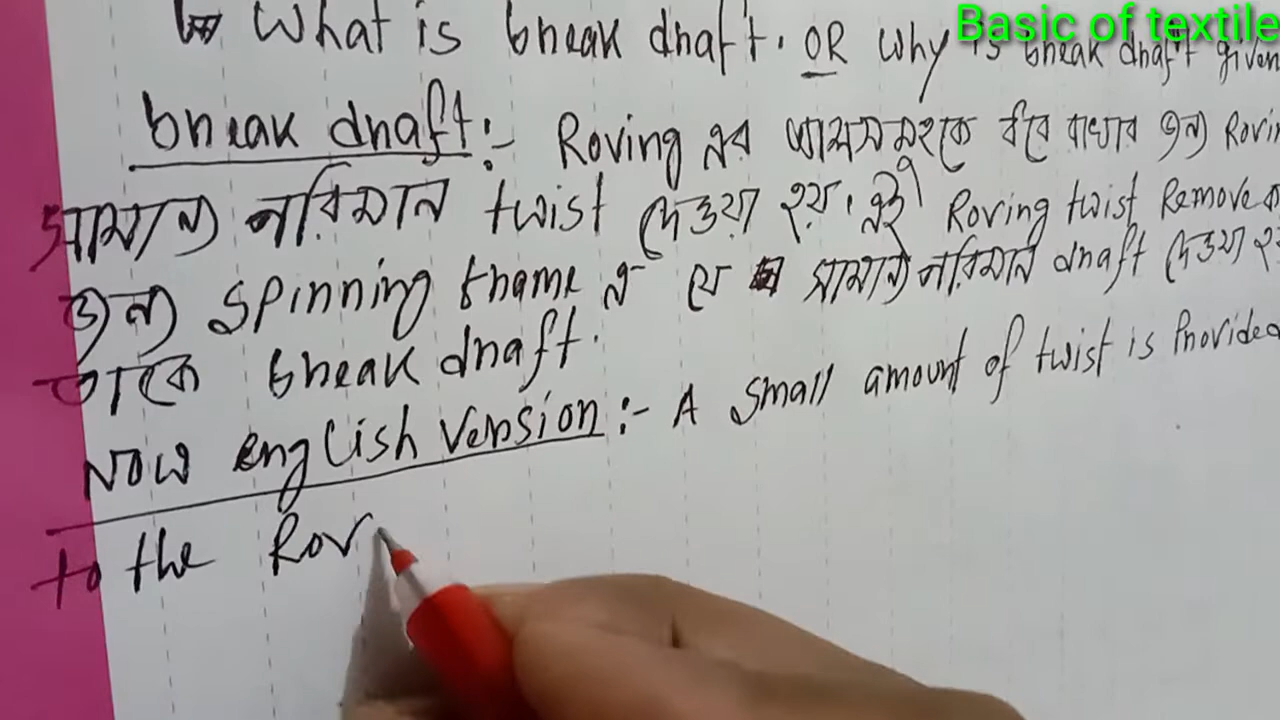 Basic of textile
What is break draft. OR Why is break draft given
break draft:- Roving এর আঁশসমূহকে ধরে রাখার জন্য Rovin
সামান্য পরিমান twist দেওয়া হয়। এই Roving twist Remove ক
জন্য spinning frame এ যে সামান্য পরিমান draft দেওয়া হয়
তাকে break draft.
Now english Version:- A small amount of twist is Provided
to the Rov